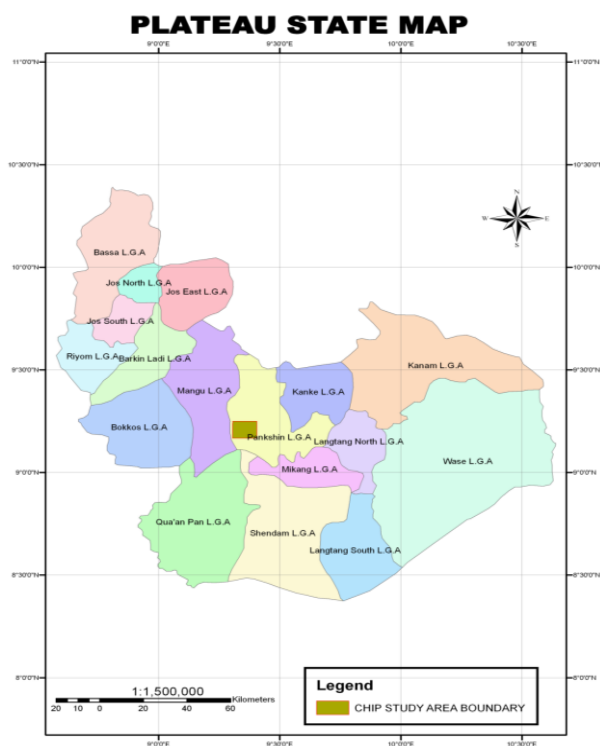 PLATEAU STATE MAP
9°0'0"E
9°30'0"E
10°0'0"E
10°30'0"E
11°0'0"N
11°0'0"N
10°30'0"N
10°30'0"N
N
W
E
S
Bassa L.G.A
10°0'0"N
10°0'0"N
Jos North L.G.A
Jos East L.G.A
Jos South L.G.A
Riyom L.G.A
Barkin Ladi L.G.A
Kanam L.G.A
9°30'0"N
9°30'0"N
Mangu L.G.A
Kanke L.G.A
Bokkos L.G.A
Pankshin L.G.A
Langtang North L.G.A
Wase L.G.A
9°0'0"N
9°0'0"N
Mikang L.G.A
Qua'an Pan L.G.A
Shendam L.G.A
Langtang South L.G.A
8°30'0"N
8°30'0"N
8°0'0"N
8°0'0"N
1:1,500,000
Kilometers
20 10 0 20 40 60
Legend
CHIP STUDY AREA BOUNDARY
9°0'0"E
9°30'0"E
10°0'0"E
10°30'0"E